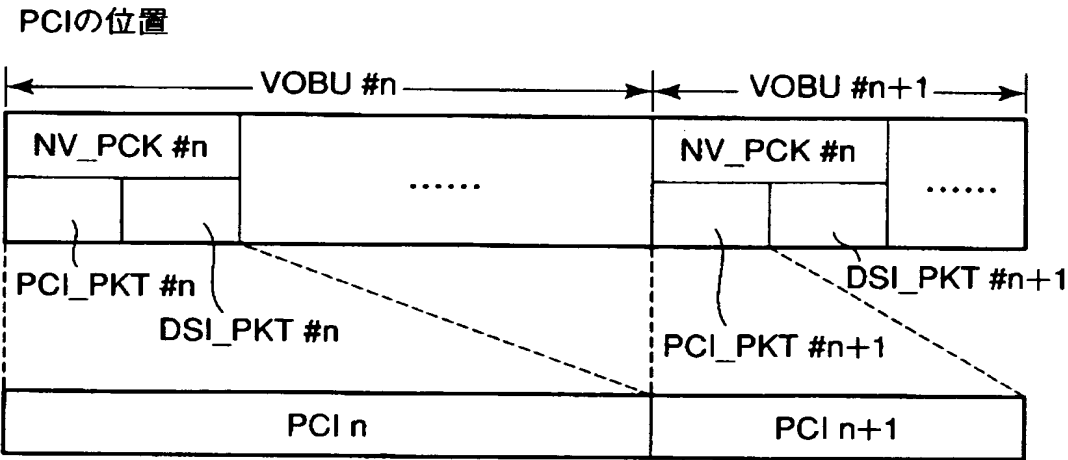 PCIの位置
VOBU #n
VOBU #n+1
NV_PCK #n
NV_PCK #n
......
......
PCI_PKT #n
DSI_PKT #n+1
DSI_PKT #n
PCI_PKT #n+1
PCI n
PCI n+1